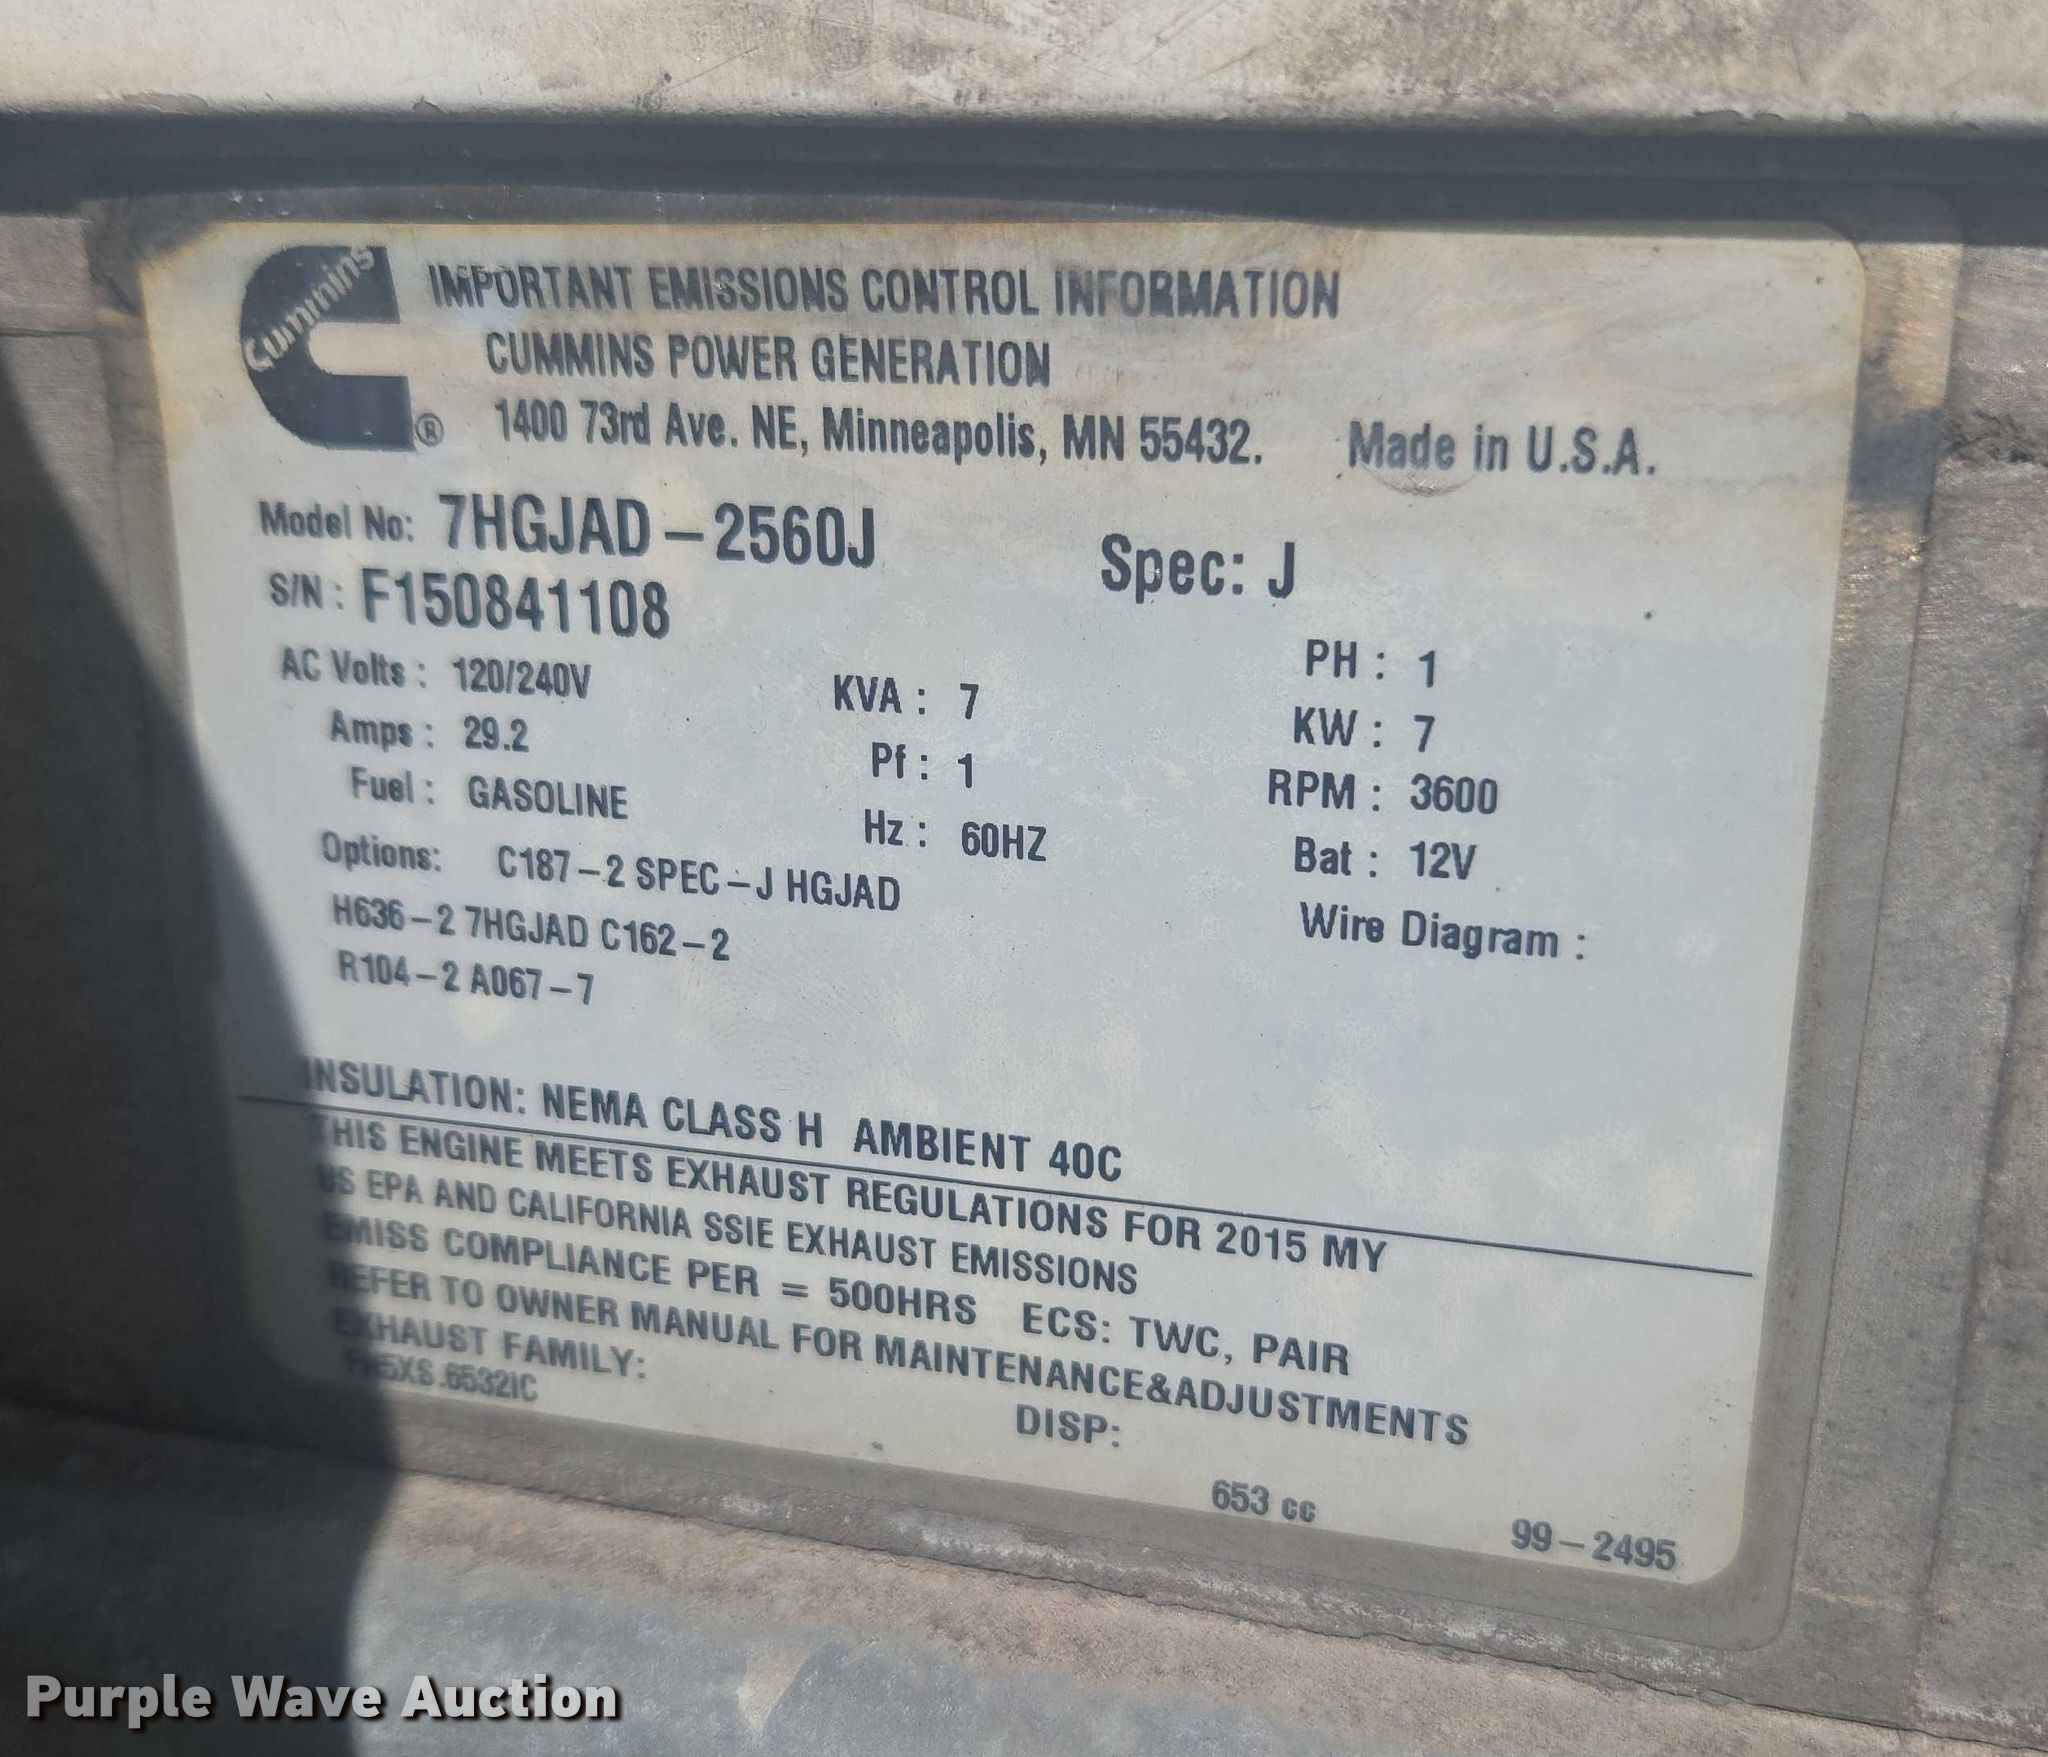 Cummins
®
IMPORTANT EMISSIONS CONTROL INFORMATION
CUMMINS POWER GENERATION
1400 73rd Ave. NE, Minneapolis, MN 55432. Made in U.S.A.
Model No: 7HGJAD-2560J Spec: J
S/N: F150841108
AC Volts: 120/240V KVA: 7 PH: 1
Amps: 29.2 Pf: 1 KW: 7
Fuel: GASOLINE Hz: 60HZ RPM: 3600
Options: C187-2 SPEC-J HGJAD Bat: 12V
H636-2 7HGJAD C162-2 Wire Diagram:
R104-2 A067-7
INSULATION: NEMA CLASS H AMBIENT 40C
THIS ENGINE MEETS EXHAUST REGULATIONS FOR 2015 MY
US EPA AND CALIFORNIA SSIE EXHAUST EMISSIONS
EMISS COMPLIANCE PER = 500HRS ECS: TWC, PAIR
REFER TO OWNER MANUAL FOR MAINTENANCE&ADJUSTMENTS
EXHAUST FAMILY: DISP:
653 cc 99-2495
Purple Wave Auction